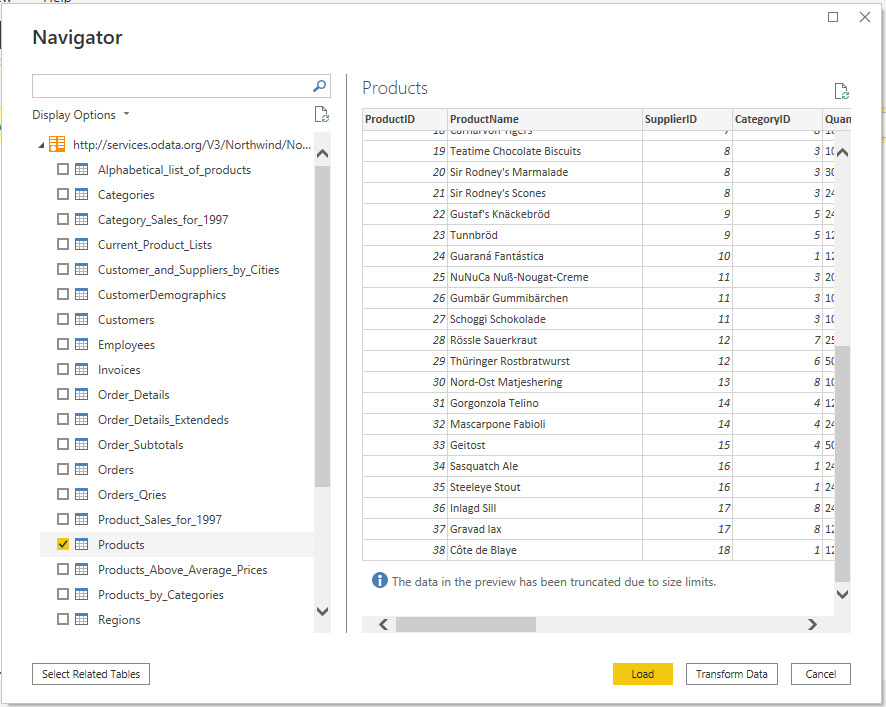 Help
Navigator
Display Options
http://services.odata.org/V3/Northwind/No...
Alphabetical_list_of_products
Categories
Category_Sales_for_1997
Current_Product_Lists
Customer_and_Suppliers_by_Cities
CustomerDemographics
Customers
Employees
Invoices
Order_Details
Order_Details_Extendeds
Order_Subtotals
Orders
Orders_Qries
Product_Sales_for_1997
Products
Products_Above_Average_Prices
Products_by_Categories
Regions
Select Related Tables
Products
ProductID ProductName SupplierID CategoryID Quan
18 Carnarvon Tigers 7 8
19 Teatime Chocolate Biscuits 8 3 10
20 Sir Rodney's Marmalade 8 3 30
21 Sir Rodney's Scones 8 3 24
22 Gustaf's Knäckebröd 9 5 24
23 Tunnbröd 9 5 12
24 Guaraná Fantástica 10 1 12
25 NuNuCa Nuß-Nougat-Creme 11 3 20
26 Gumbär Gummibärchen 11 3 10
27 Schoggi Schokolade 11 3 10
28 Rössle Sauerkraut 12 7 25
29 Thüringer Rostbratwurst 12 6 50
30 Nord-Ost Matjeshering 13 8 10
31 Gorgonzola Telino 14 4 12
32 Mascarpone Fabioli 14 4 24
33 Geitost 15 4 50
34 Sasquatch Ale 16 1 24
35 Steeleye Stout 16 1 24
36 Inlagd Sill 17 8 24
37 Gravad lax 17 8 12
38 Côte de Blaye 18 1 12
The data in the preview has been truncated due to size limits.
Load
Transform Data
Cancel